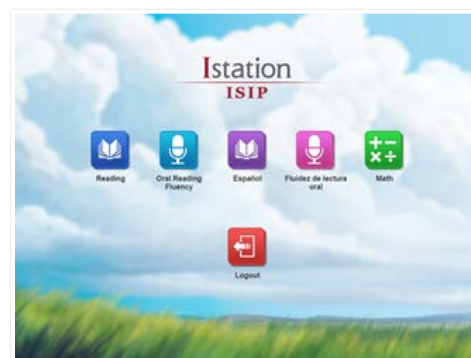 Istation
ISIP
Reading
Oral Reading
Fluency
Español
Fluidez de lectura
oral
Math
Logout